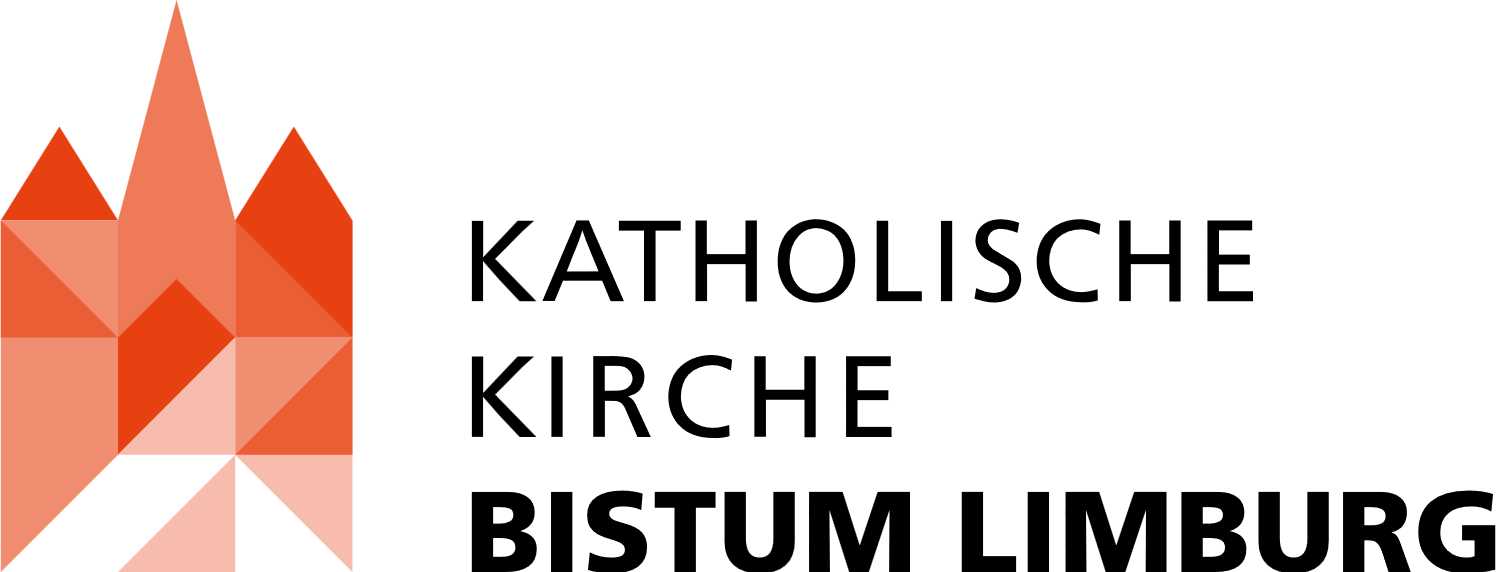 KATHOLISCHE
KIRCHE
BISTUM LIMBURG